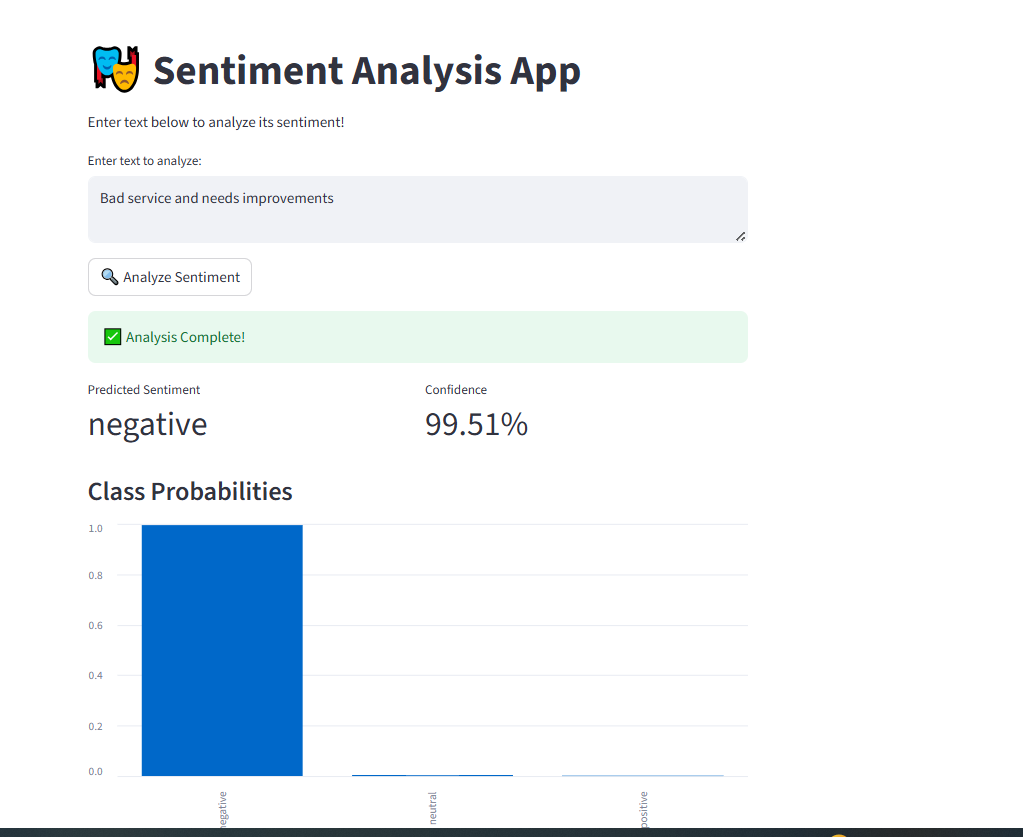 Sentiment Analysis App
Enter text below to analyze its sentiment!
Enter text to analyze:
Bad service and needs improvements
Analyze Sentiment
Analysis Complete!
Predicted Sentiment
Confidence
negative
99.51%
Class Probabilities
1.0
0.8
0.6
0.4
0.2
0.0
negative
neutral
positive